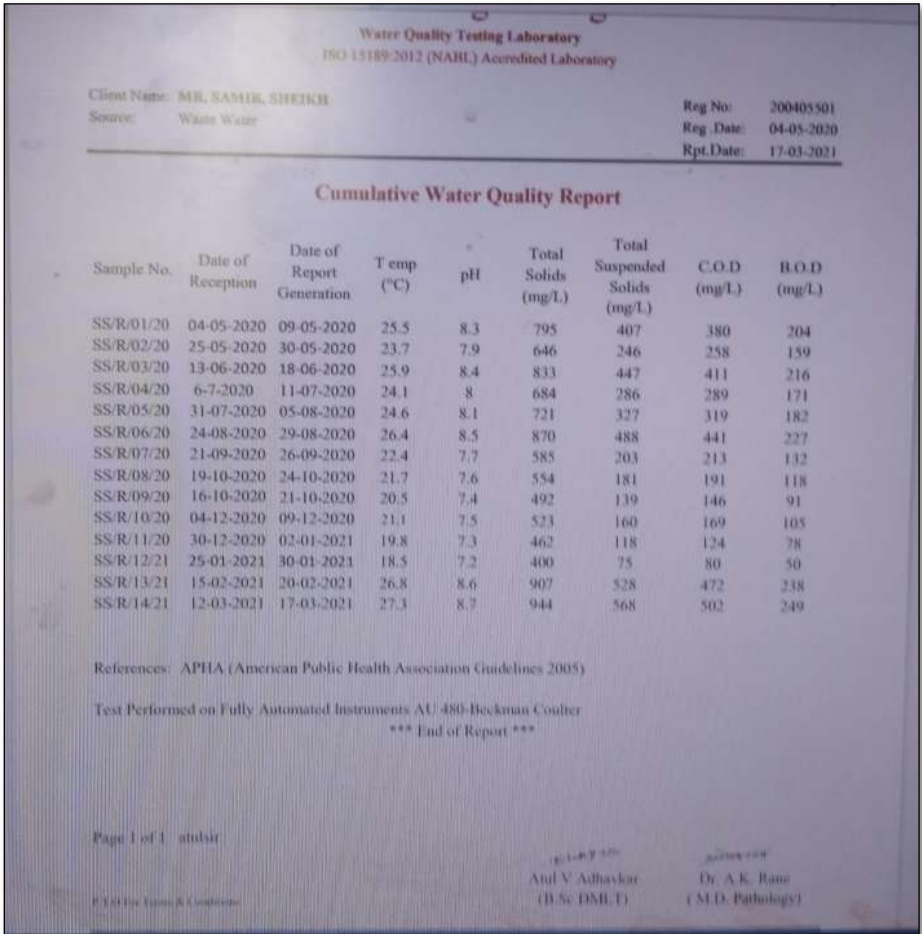 Water Quality Testing Laboratory
ISO 15189:2012 (NABL) Accredited Laboratory
Client Name: MR. SAMIR. SHEIKH
Source: Waste Water
Reg No: 200405501
Reg .Date: 04-05-2020
Rpt.Date: 17-03-2021
Cumulative Water Quality Report
Sample No. Date of Reception Date of Report Generation T emp (°C) pH Total Solids (mg/L) Total Suspended Solids (mg/L) C.O.D (mg/L) B.O.D (mg/L)
SS/R/01/20 04-05-2020 09-05-2020 25.5 8.3 795 407 380 204
SS/R/02/20 25-05-2020 30-05-2020 23.7 7.9 646 246 258 159
SS/R/03/20 13-06-2020 18-06-2020 25.9 8.4 833 447 411 216
SS/R/04/20 6-7-2020 11-07-2020 24.1 8 684 286 289 171
SS/R/05/20 31-07-2020 05-08-2020 24.6 8.1 721 327 319 182
SS/R/06/20 24-08-2020 29-08-2020 26.4 8.5 870 488 441 227
SS/R/07/20 21-09-2020 26-09-2020 22.4 7.7 585 203 213 132
SS/R/08/20 19-10-2020 24-10-2020 21.7 7.6 554 181 191 118
SS/R/09/20 16-10-2020 21-10-2020 20.5 7.4 492 139 146 91
SS/R/10/20 04-12-2020 09-12-2020 21.1 7.5 523 160 169 105
SS/R/11/20 30-12-2020 02-01-2021 19.8 7.3 462 118 124 78
SS/R/12/21 25-01-2021 30-01-2021 18.5 7.2 400 75 80 50
SS/R/13/21 15-02-2021 20-02-2021 26.8 8.6 907 528 472 238
SS/R/14/21 12-03-2021 17-03-2021 27.3 8.7 944 568 502 249
References: APHA (American Public Health Association Guidelines 2005)
Test Performed on Fully Automated Instruments AU 480-Beckman Coulter
*** End of Report ***
Page 1 of 1 atulsir
Atul V Adhavkar Dr. A.K. Rane
(B.Sc DMLT) ( M.D. Pathology)
P.T.O For Terms & Conditions